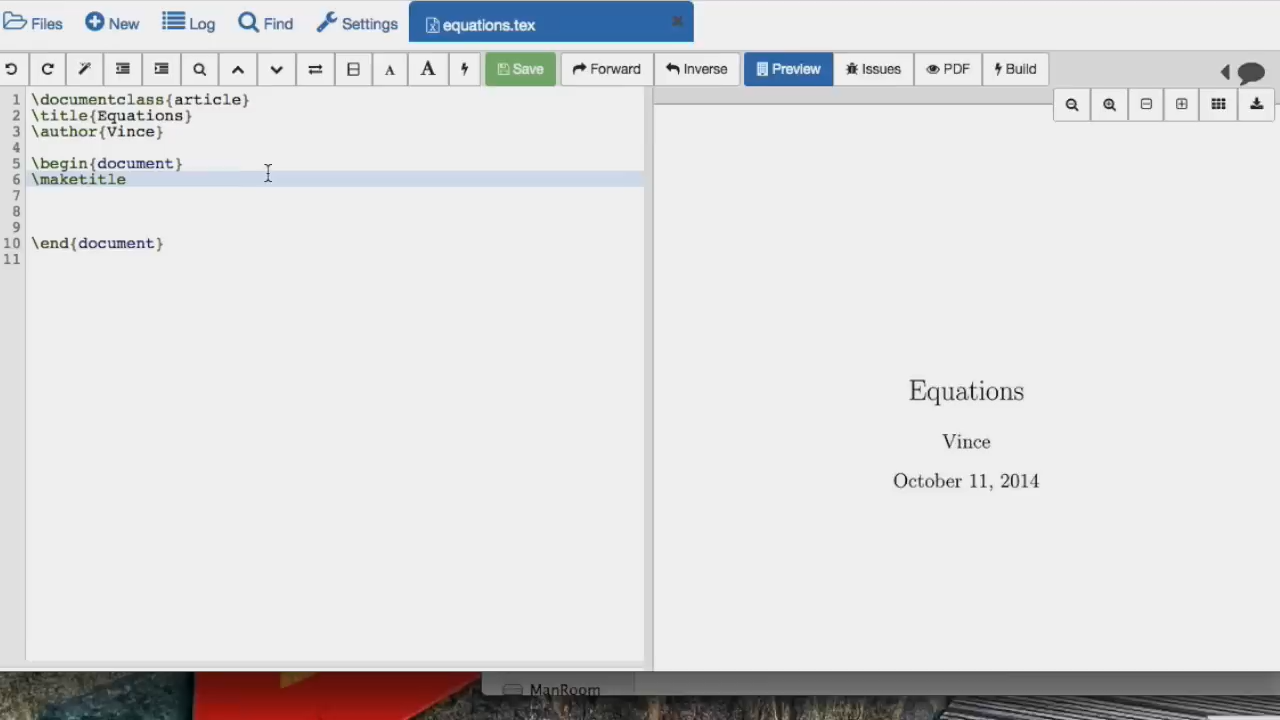 Files New Log Find Settings equations.tex
A A Save Forward Inverse Preview Issues PDF Build
1 \documentclass{article}
2 \title{Equations}
3 \author{Vince}
4
5 \begin{document}
6 \maketitle
7
8
9
10 \end{document}
11
Equations
Vince
October 11, 2014
ManRoom